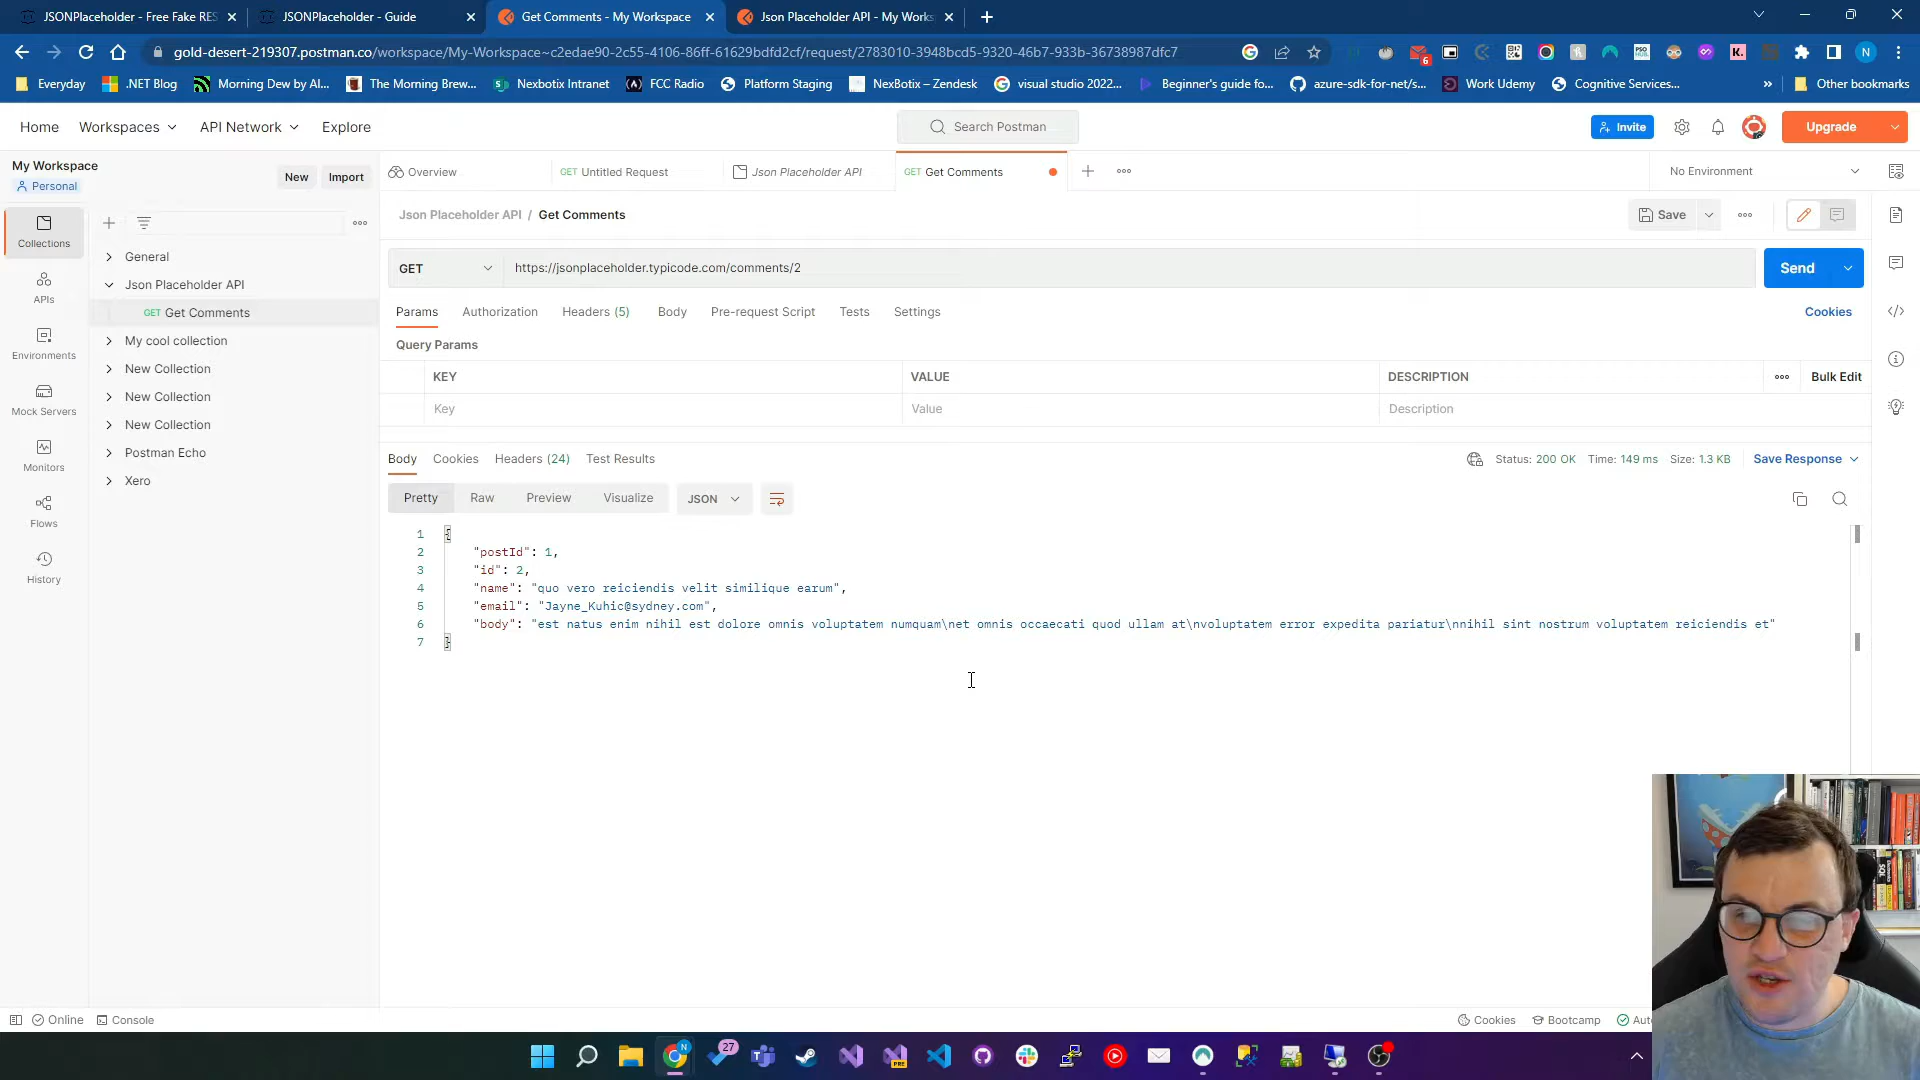 JSONPlaceholder - Free Fake RES
JSONPlaceholder - Guide
Get Comments - My Workspace
Json Placeholder API - My Works
gold-desert-219307.postman.co/workspace/My-Workspace~c2edae90-2c55-4106-86ff-61629bdfd2cf/request/2783010-3948bcd5-9320-46b7-933b-36738987dfc7
6
N
Everyday
.NET Blog
Morning Dew by Al...
The Morning Brew...
Nexbotix Intranet
FCC Radio
Platform Staging
NexBotix – Zendesk
visual studio 2022...
Beginner's guide fo...
azure-sdk-for-net/s...
Work Udemy
Cognitive Services...
»
Other bookmarks
Home
Workspaces
API Network
Explore
Search Postman
Invite
Upgrade
My Workspace
Personal
New
Import
Overview
GET Untitled Request
Json Placeholder API
GET Get Comments
No Environment
Json Placeholder API / Get Comments
Save
Collections
APIs
Environments
Mock Servers
Monitors
Flows
History
General
Json Placeholder API
GET Get Comments
My cool collection
New Collection
New Collection
New Collection
Postman Echo
Xero
GET
https://jsonplaceholder.typicode.com/comments/2
Send
Params
Authorization
Headers (5)
Body
Pre-request Script
Tests
Settings
Cookies
Query Params
KEY
VALUE
DESCRIPTION
Bulk Edit
Key
Value
Description
Body
Cookies
Headers (24)
Test Results
Status: 200 OK
Time: 149 ms
Size: 1.3 KB
Save Response
Pretty
Raw
Preview
Visualize
JSON
1 {
2 "postId": 1,
3 "id": 2,
4 "name": "quo vero reiciendis velit similique earum",
5 "email": "Jayne_Kuhic@sydney.com",
6 "body": "est natus enim nihil est dolore omnis voluptatem numquam\net omnis occaecati quod ullam at\nvoluptatem error expedita pariatur\nnihil sint nostrum voluptatem reiciendis et"
7 }
Online
Console
Cookies
Bootcamp
Aut
27
N
PRE
SQL